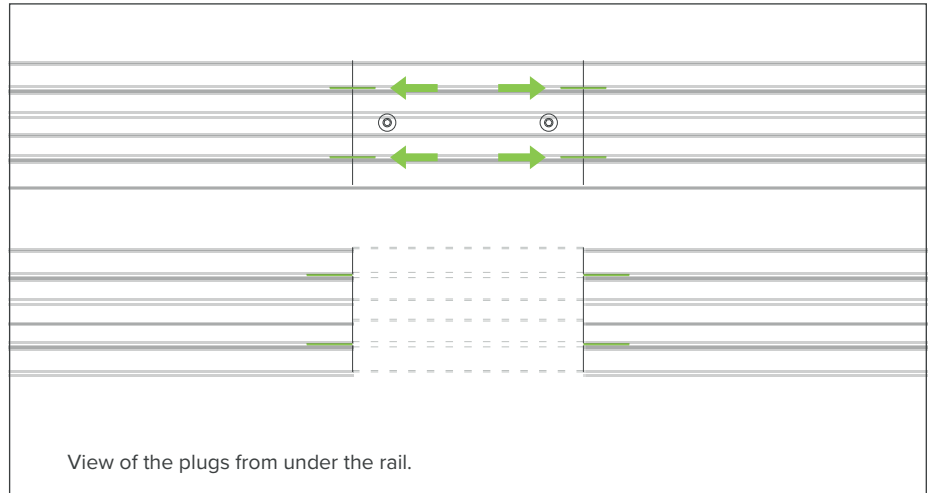 View of the plugs from under the rail.